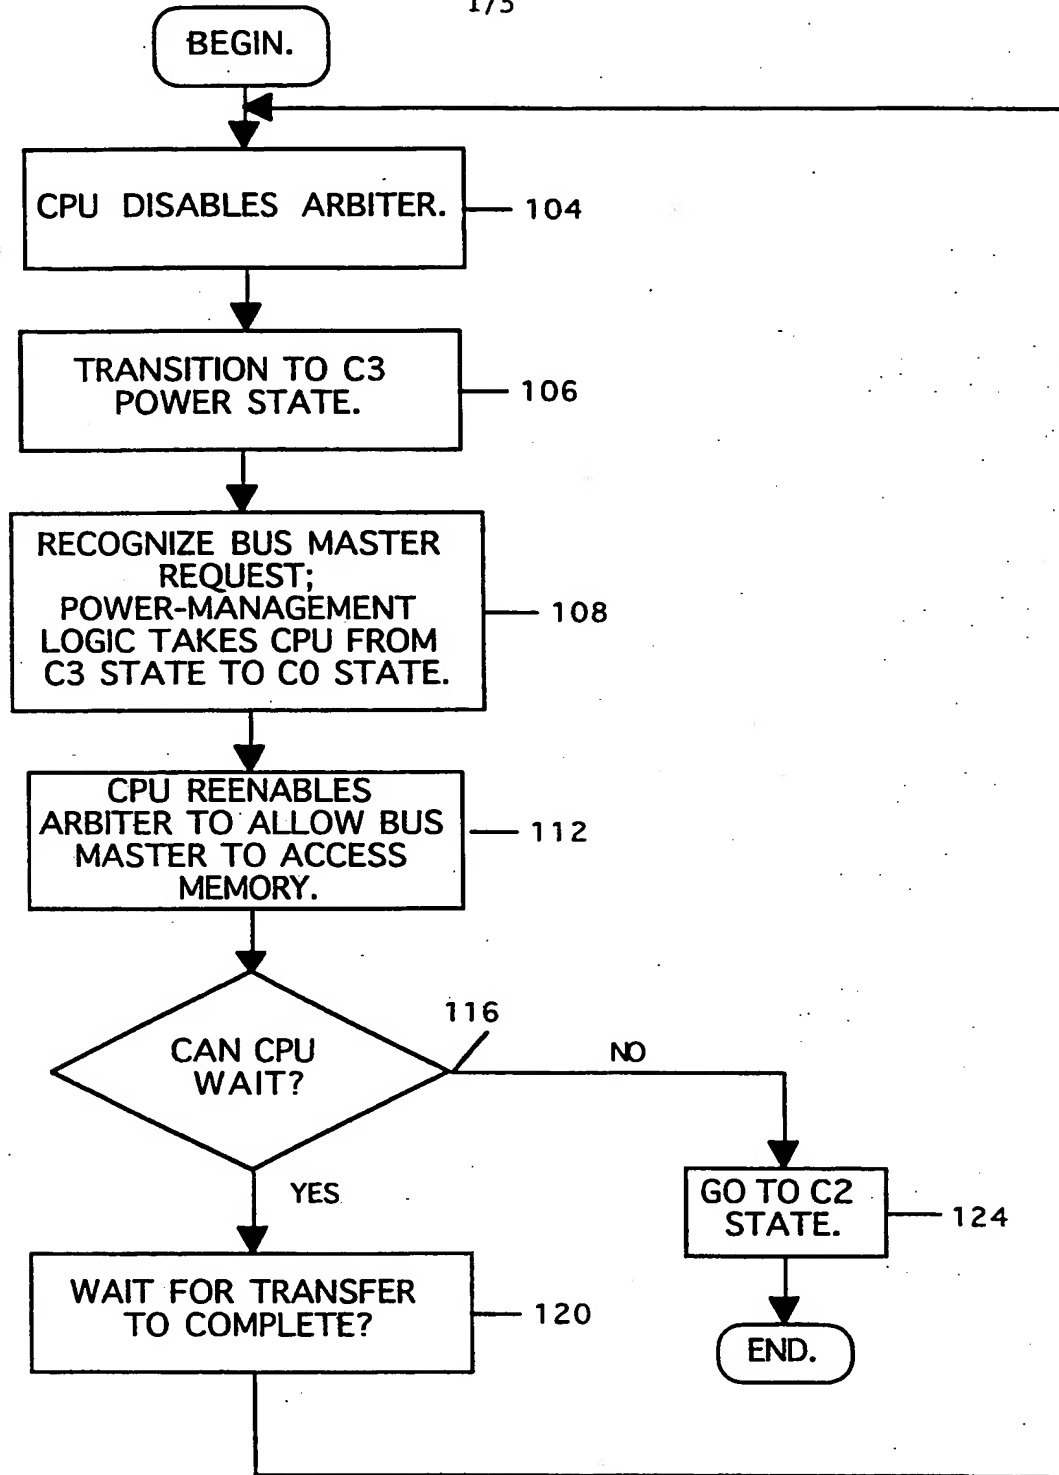 1/5
BEGIN.
CPU DISABLES ARBITER.
104
TRANSITION TO C3
POWER STATE.
106
RECOGNIZE BUS MASTER
REQUEST;
POWER-MANAGEMENT
LOGIC TAKES CPU FROM
C3 STATE TO C0 STATE.
108
CPU REENABLES
ARBITER TO ALLOW BUS
MASTER TO ACCESS
MEMORY.
112
CAN CPU
WAIT?
116
NO
YES
GO TO C2
STATE.
124
WAIT FOR TRANSFER
TO COMPLETE?
120
END.